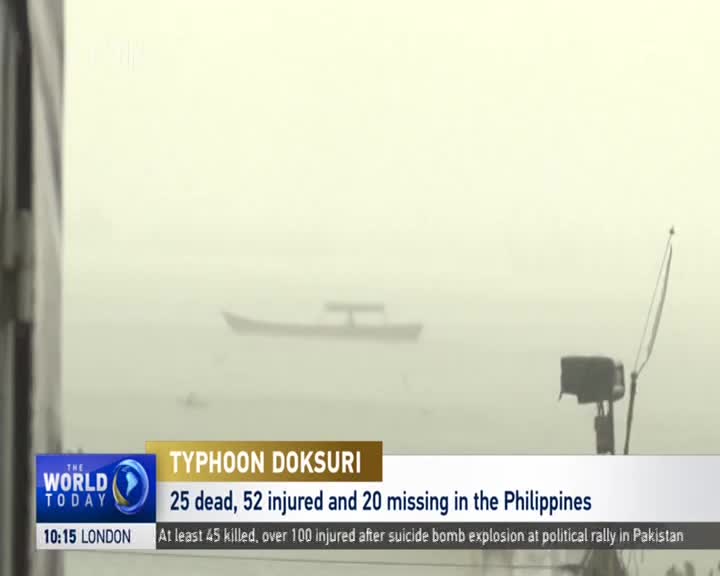 TYPHOON DOKSURI
THE
WORLD
TODAY
25 dead, 52 injured and 20 missing in the Philippines
10:15 LONDON
At least 45 killed, over 100 injured after suicide bomb explosion at political rally in Pakistan